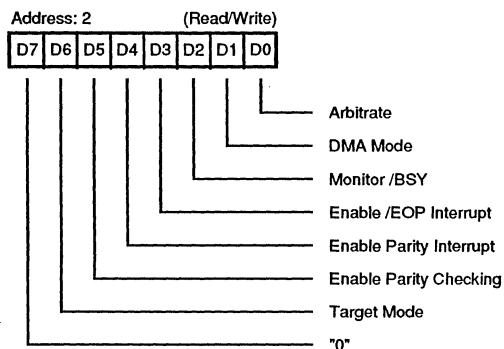 Address: 2 (Read/Write)
D7 D6 D5 D4 D3 D2 D1 D0
Arbitrate
DMA Mode
Monitor /BSY
Enable /EOP Interrupt
Enable Parity Interrupt
Enable Parity Checking
Target Mode
"0"